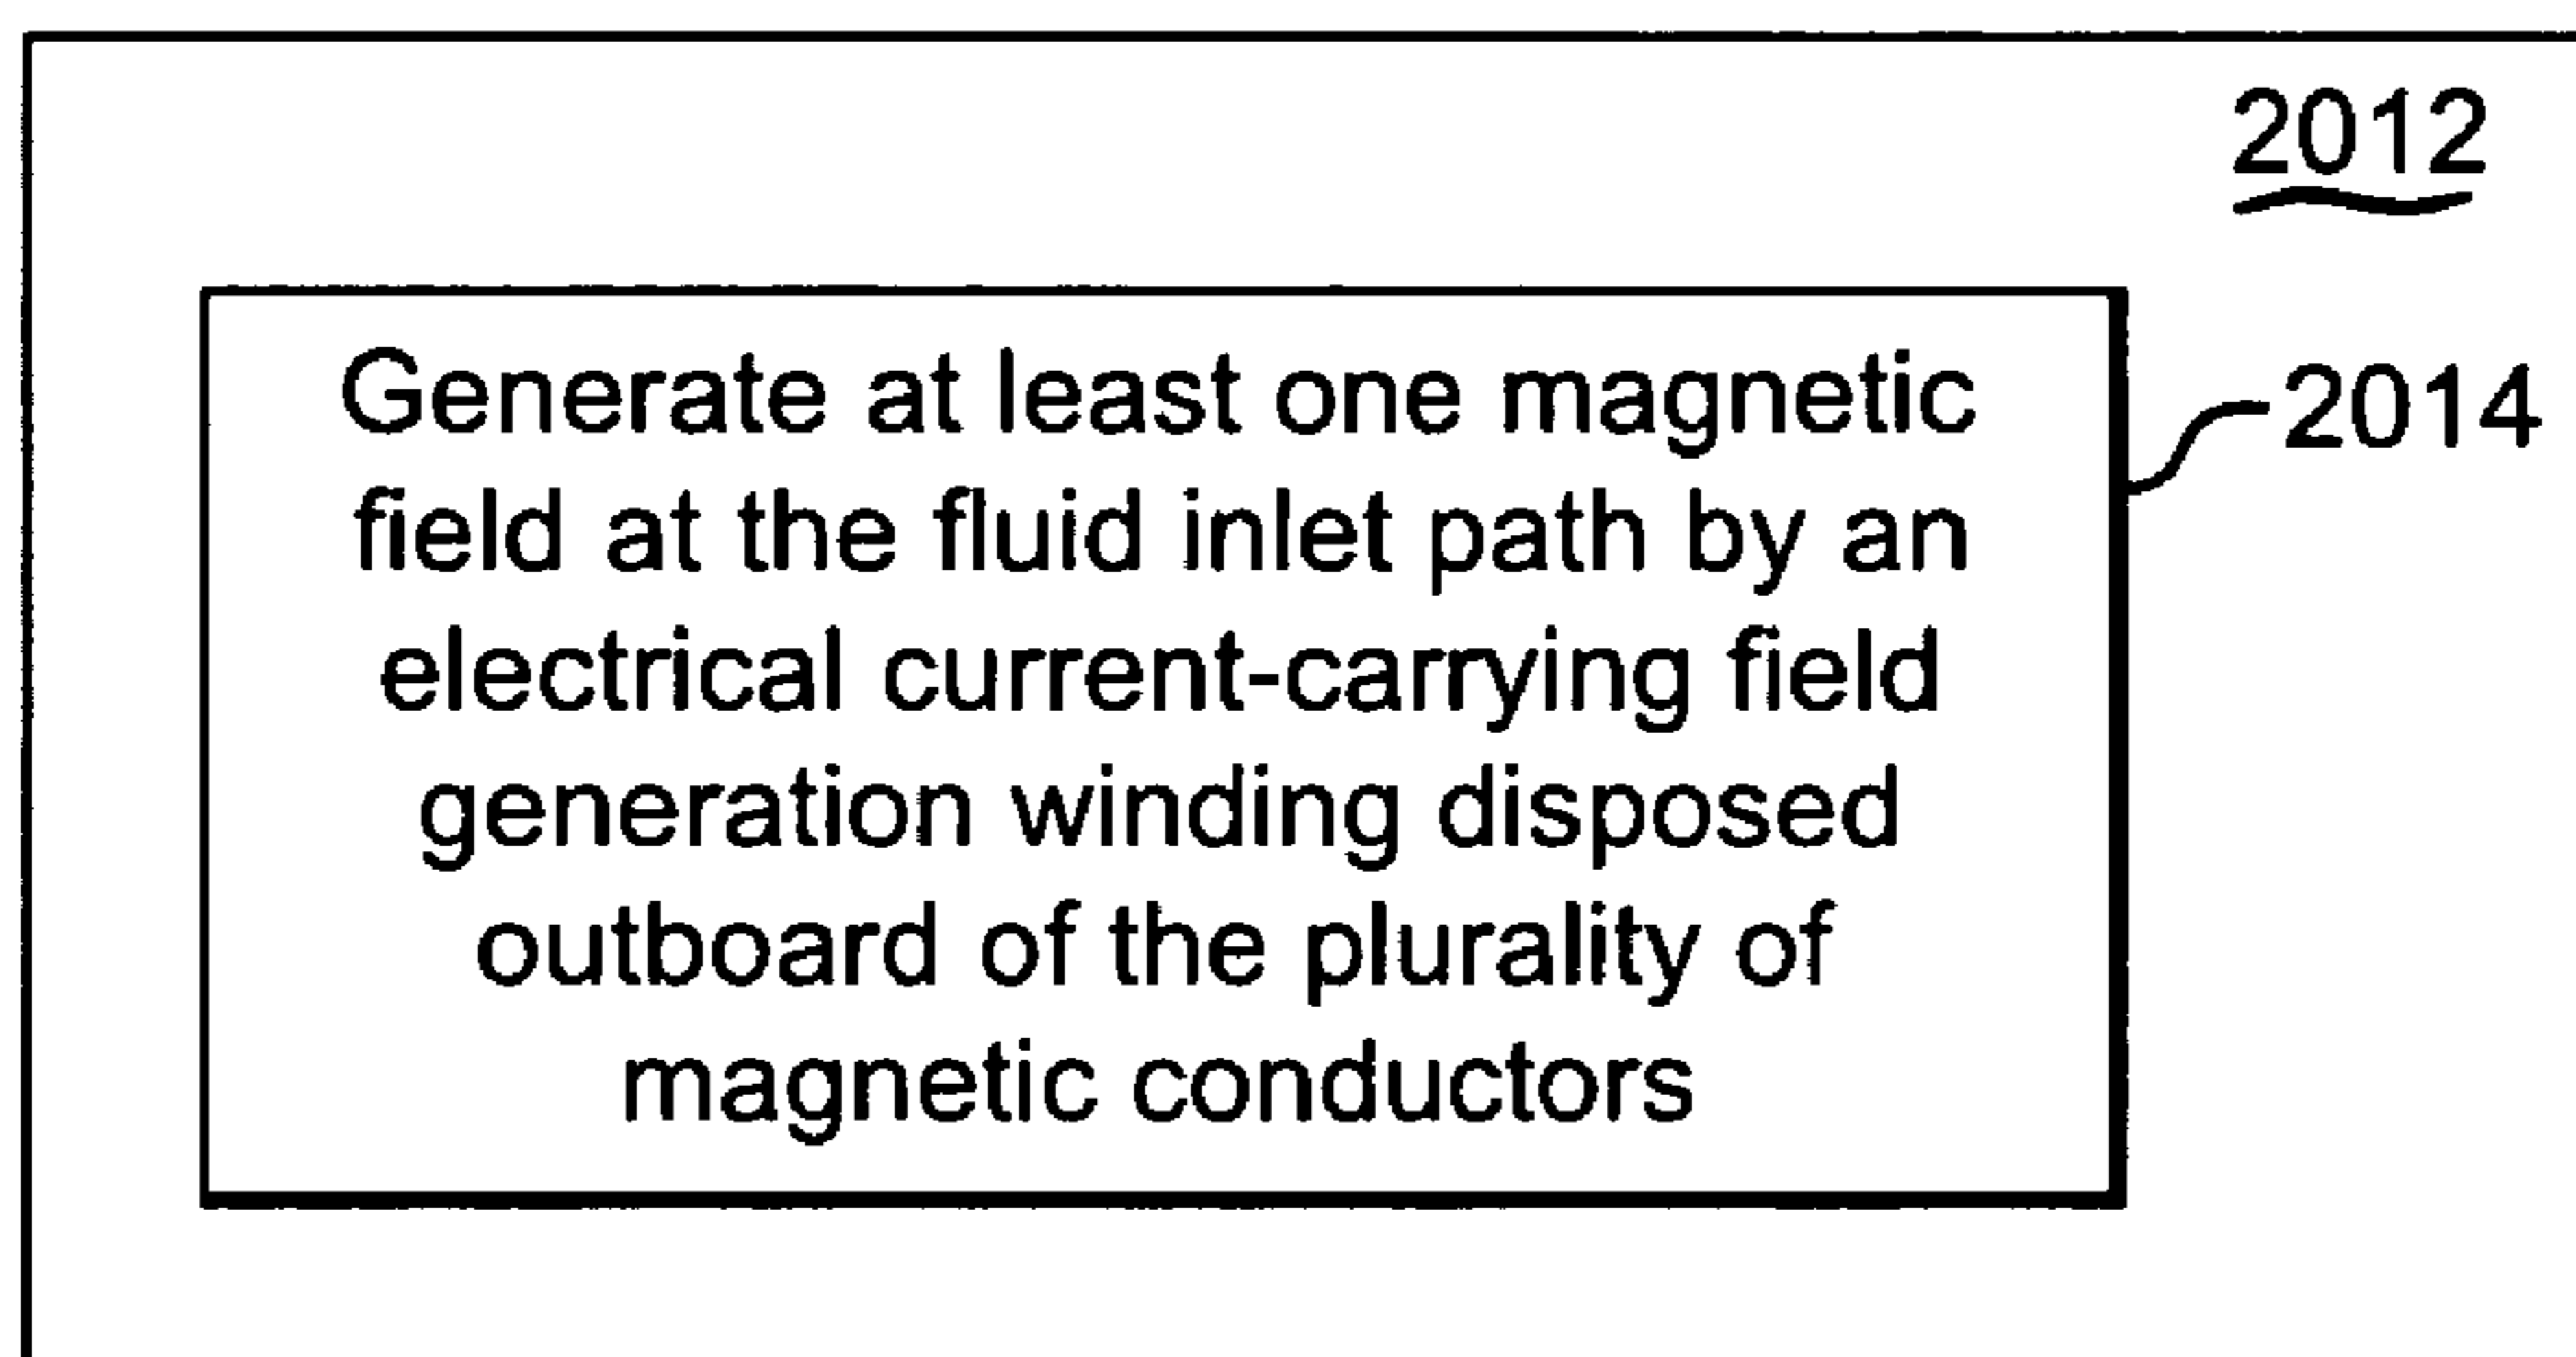 2012
Generate at least one magnetic
field at the fluid inlet path by an
electrical current-carrying field
generation winding disposed
outboard of the plurality of
magnetic conductors
2014